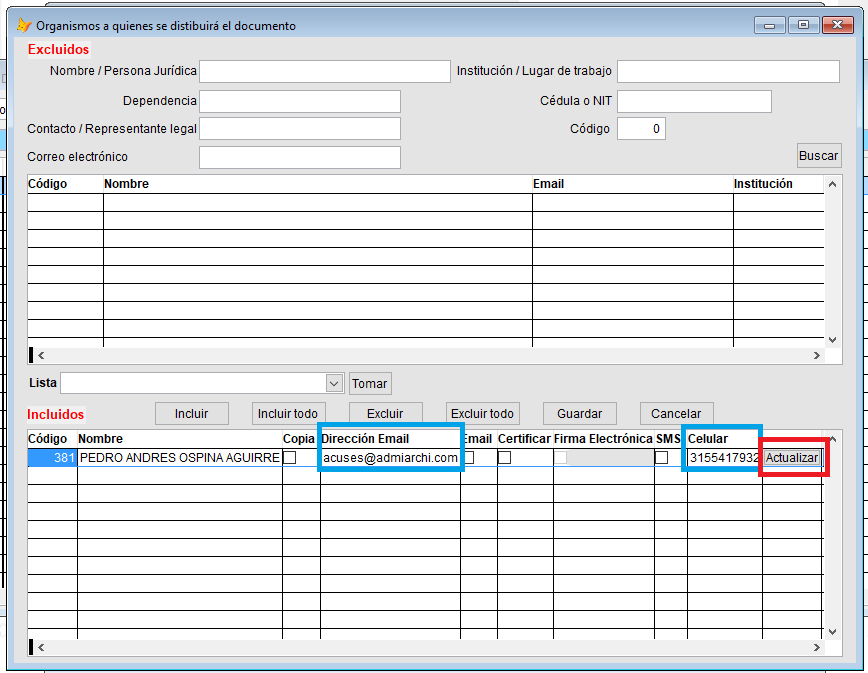 Organismos a quienes se distibuirá el documento
Excluidos
Nombre / Persona Jurídica
Institución / Lugar de trabajo
Dependencia
Cédula o NIT
Contacto / Representante legal
Código 0
Correo electrónico
Buscar
Código Nombre Email Institución
Lista Tomar
Incluidos Incluir Incluir todo Excluir Excluir todo Guardar Cancelar
Código Nombre Copia Dirección Email Email Certificar Firma Electrónica SMS Celular
381 PEDRO ANDRES OSPINA AGUIRRE acuses@admiarchi.com 3155417932 Actualizar